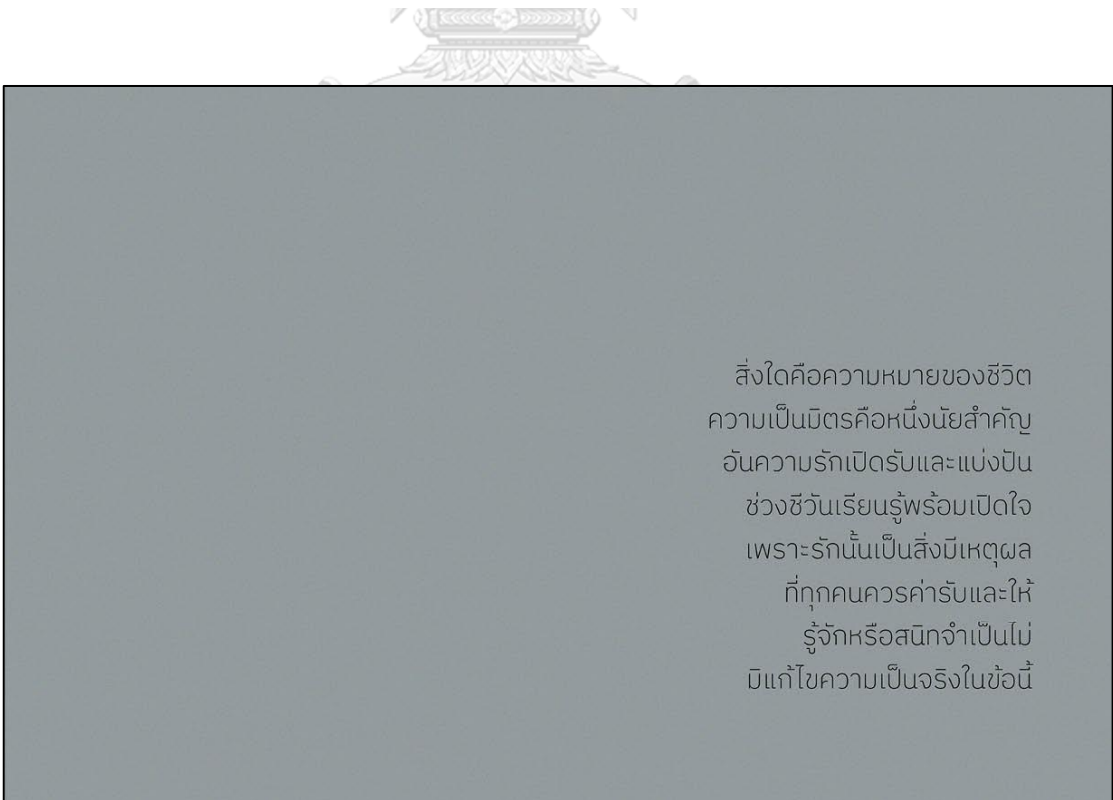 สิ่งใดคือความหมายของชีวิต
ความเป็นมิตรคือหนึ่งนัยสำคัญ
อันความรักเปิดรับและแบ่งปัน
ช่วงชีวันเรียนรู้พร้อมเปิดใจ
เพราะรักนั้นเป็นสิ่งมีเหตุผล
ที่ทุกคนควรค่ารับและให้
รู้จักหรือสนิทจำเป็นไม่
มิแก้ไขความเป็นจริงในข้อนี้